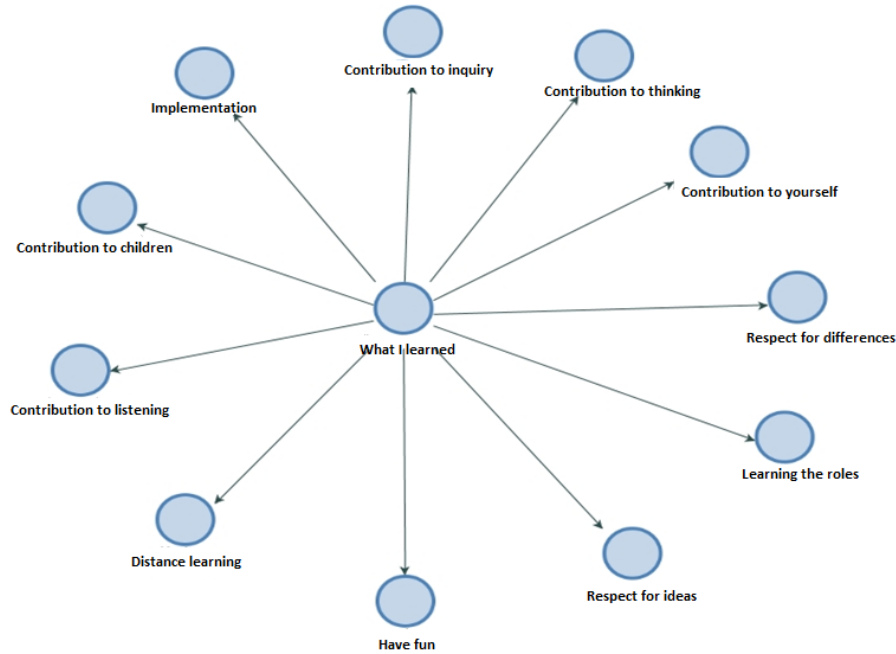 Contribution to inquiry
Contribution to thinking
Implementation
Contribution to yourself
Contribution to children
Respect for differences
What I learned
Contribution to listening
Learning the roles
Distance learning
Respect for ideas
Have fun